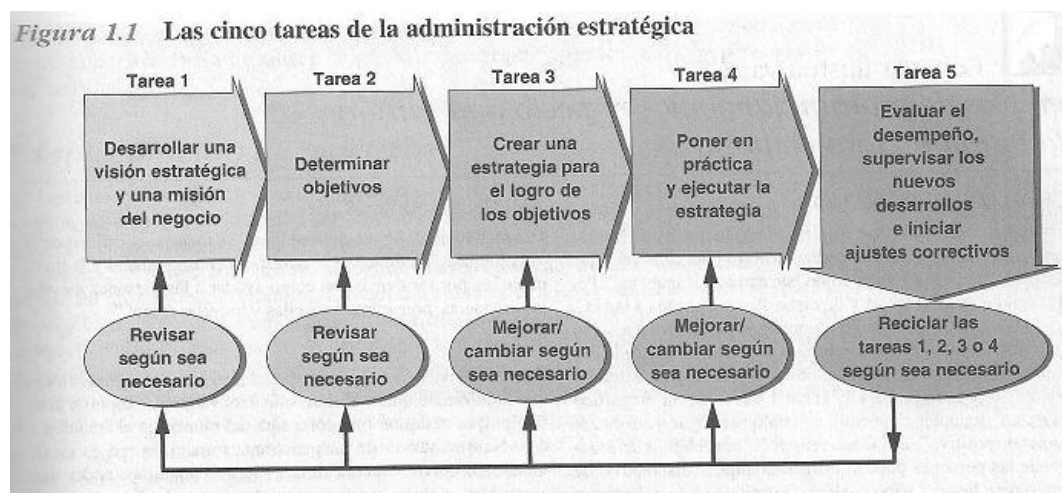 Figura 1.1 Las cinco tareas de la administración estratégica
Tarea 1
Desarrollar una
visión estratégica
y una misión
del negocio
Tarea 2
Determinar
objetivos
Tarea 3
Crear una
estrategia para
el logro de
los objetivos
Tarea 4
Poner en
práctica
y ejecutar la
estrategia
Tarea 5
Evaluar el
desempeño,
supervisar los
nuevos
desarrollos
e iniciar
ajustes correctivos
Revisar
según sea
necesario
Revisar
según sea
necesario
Mejorar/
cambiar según
sea necesario
Mejorar/
cambiar según
sea necesario
Reciclar las
tareas 1, 2, 3 o 4
según sea necesario